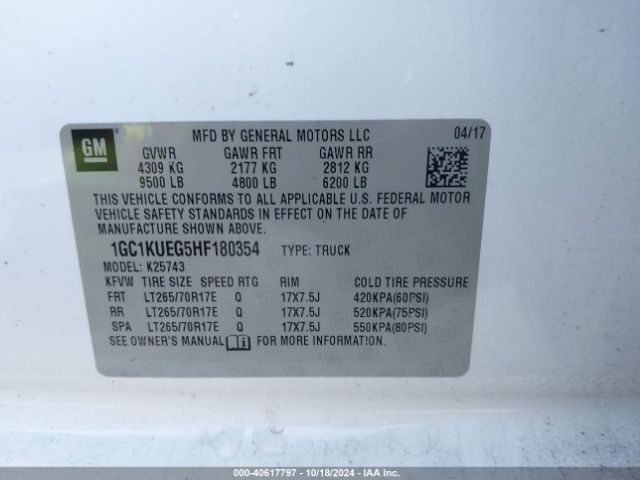 GM
MFD BY GENERAL MOTORS LLC 04/17
GVWR GAWR FRT GAWR RR
4309 KG 2177 KG 2812 KG
9500 LB 4800 LB 6200 LB
THIS VEHICLE CONFORMS TO ALL APPLICABLE U.S. FEDERAL MOTOR
VEHICLE SAFETY STANDARDS IN EFFECT ON THE DATE OF
MANUFACTURE SHOWN ABOVE.
1GC1KUEG5HF180354 TYPE: TRUCK
MODEL: K25743
KFVW TIRE SIZE SPEED RTG RIM COLD TIRE PRESSURE
FRT LT265/70R17E Q 17X7.5J 420KPA(60PSI)
RR LT265/70R17E Q 17X7.5J 520KPA(75PSI)
SPA LT265/70R17E Q 17X7.5J 550KPA(80PSI)
SEE OWNER'S MANUAL FOR MORE INFORMATION.
000-40617797 - 10/18/2024 - IAAI.com